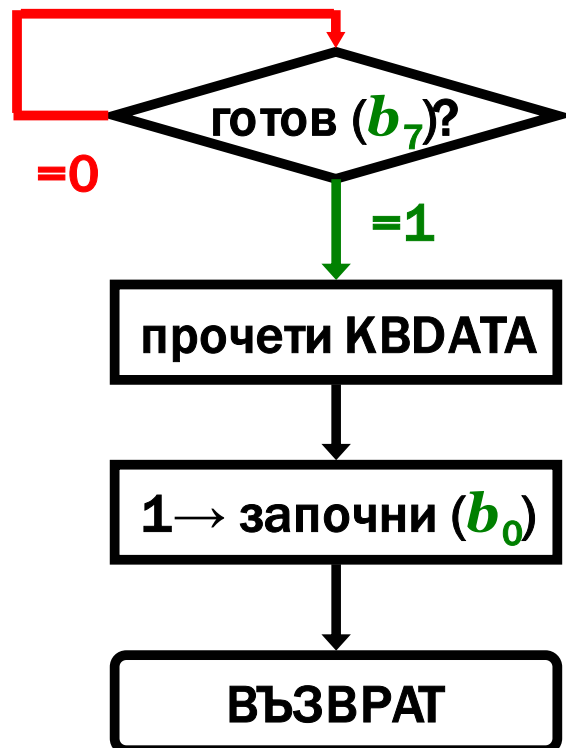 готов (b₇)?
=0
=1
прочети KBDATA
1→ започни (b₀)
ВЪЗВРАТ